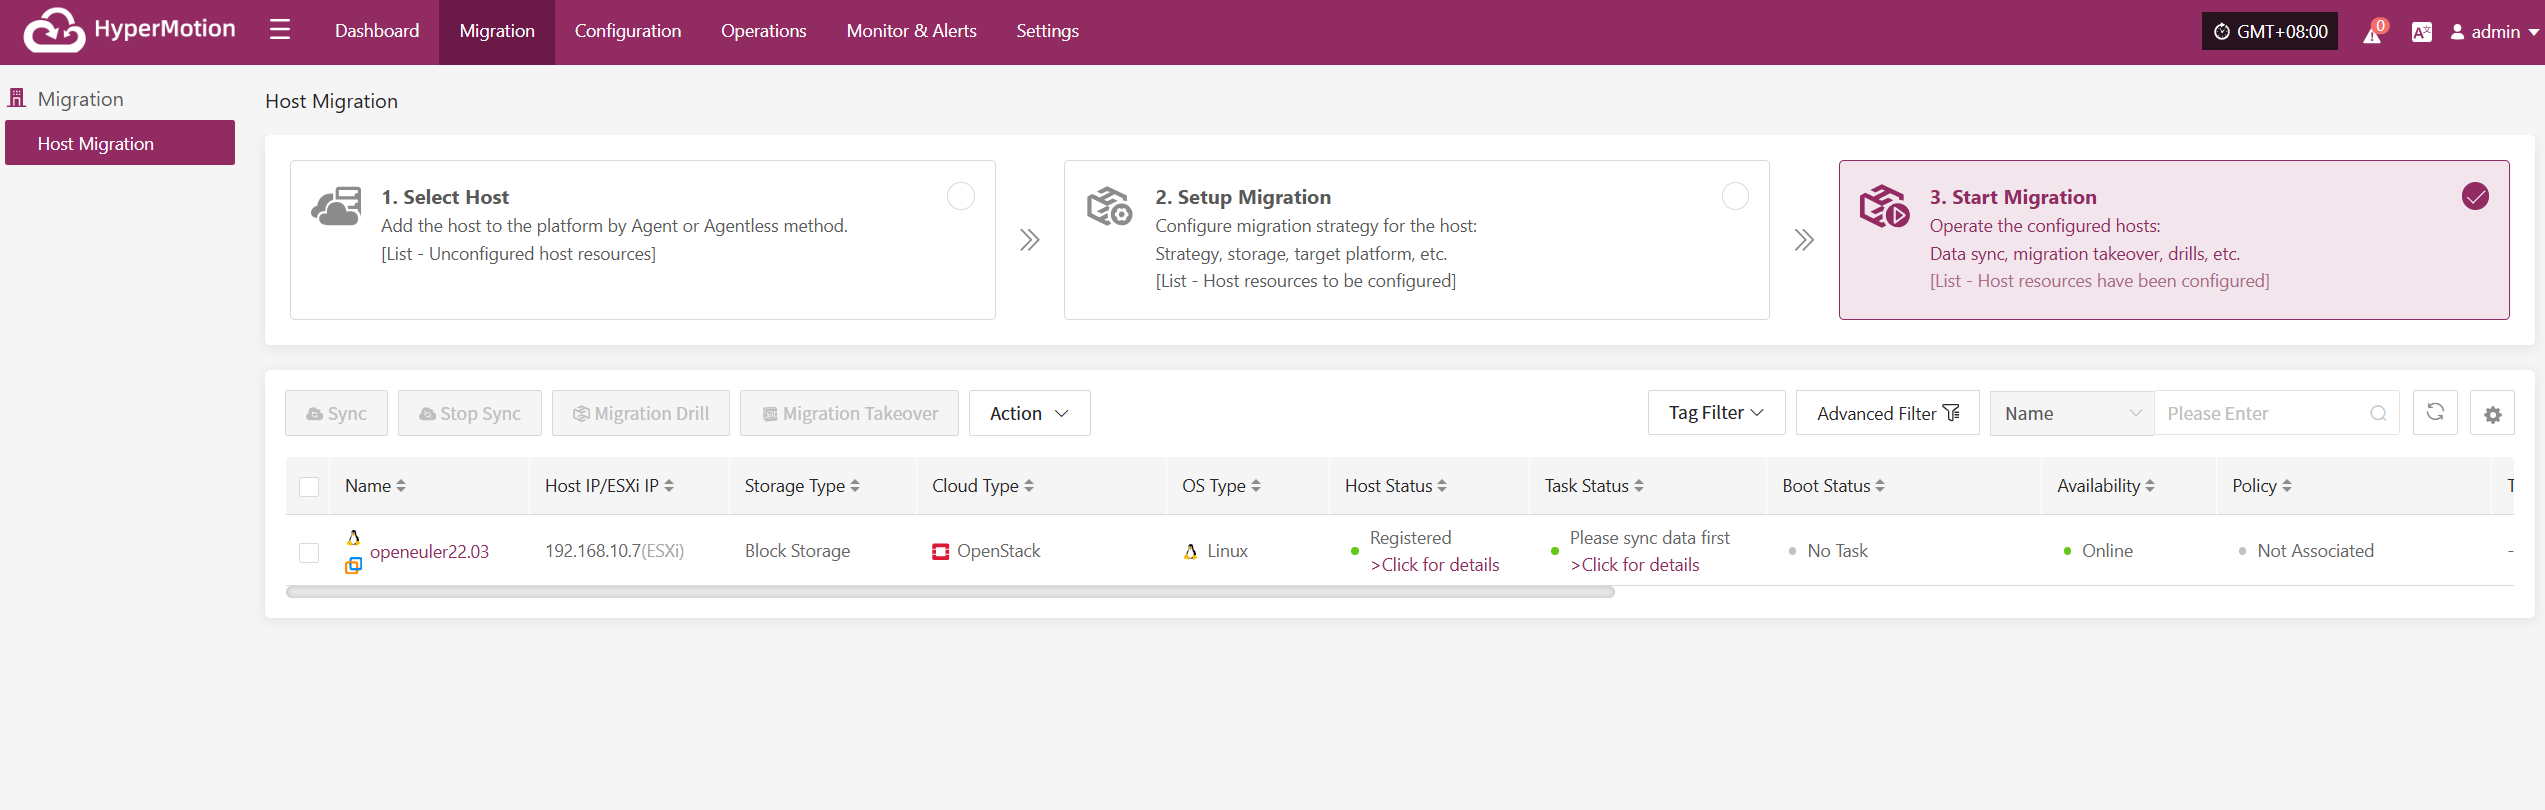 HyperMotion
Dashboard Migration Configuration Operations Monitor & Alerts Settings
GMT+08:00 0 admin
Migration
Host Migration
Host Migration
1. Select Host
Add the host to the platform by Agent or Agentless method.
[List - Unconfigured host resources]
2. Setup Migration
Configure migration strategy for the host:
Strategy, storage, target platform, etc.
[List - Host resources to be configured]
3. Start Migration
Operate the configured hosts:
Data sync, migration takeover, drills, etc.
[List - Host resources have been configured]
Sync Stop Sync Migration Drill Migration Takeover Action
Tag Filter Advanced Filter Name Please Enter
Name Host IP/ESXi IP Storage Type Cloud Type OS Type Host Status Task Status Boot Status Availability Policy
openeuler22.03 192.168.10.7(ESXi) Block Storage OpenStack Linux
Registered
>Click for details
Please sync data first
>Click for details
No Task Online Not Associated -